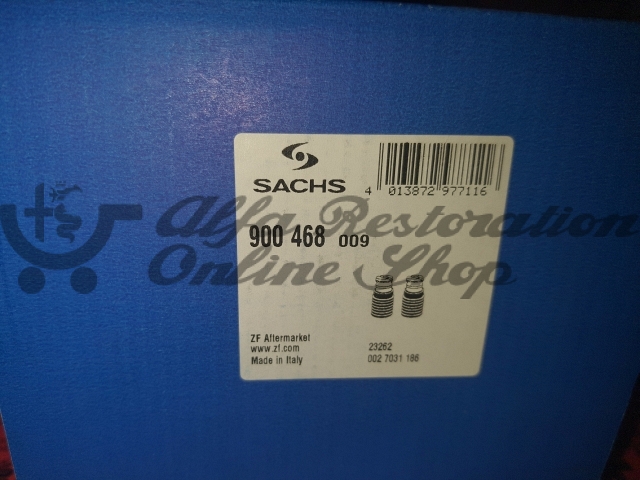 SACHS
4 013872 977116
Alfa Restoration
Online Shop
900 468 009
ZF Aftermarket
www.zf.com
Made in Italy
23262
002 7031 166